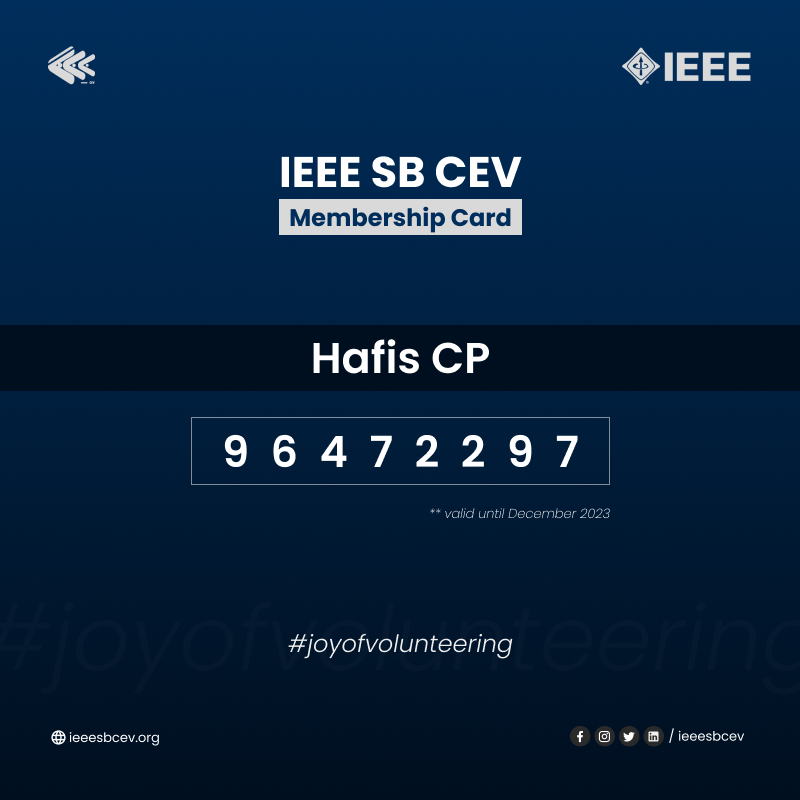 IEEE
IEEE SB CEV
Membership Card
Hafis CP
9 6 4 7 2 2 9 7
** valid until December 2023
#joyofvolunteering
#joyofvolunteering
ieeesbcev.org
/ ieeesbcev